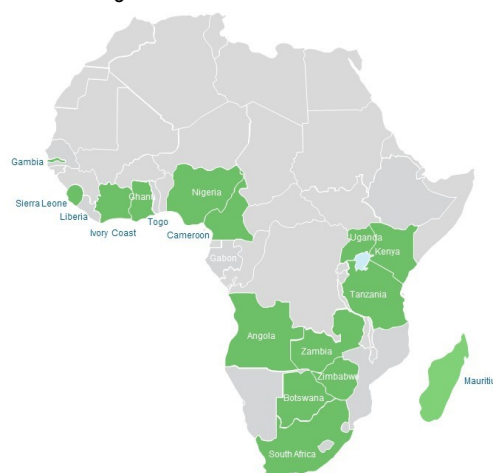 Gambia
Sierra Leone
Liberia
Ivory Coast
Ghana
Togo
Nigeria
Cameroon
Gabon
Uganda
Kenya
Tanzania
Angola
Zambia
Zimbabwe
Botswana
South Africa
Mauritiu